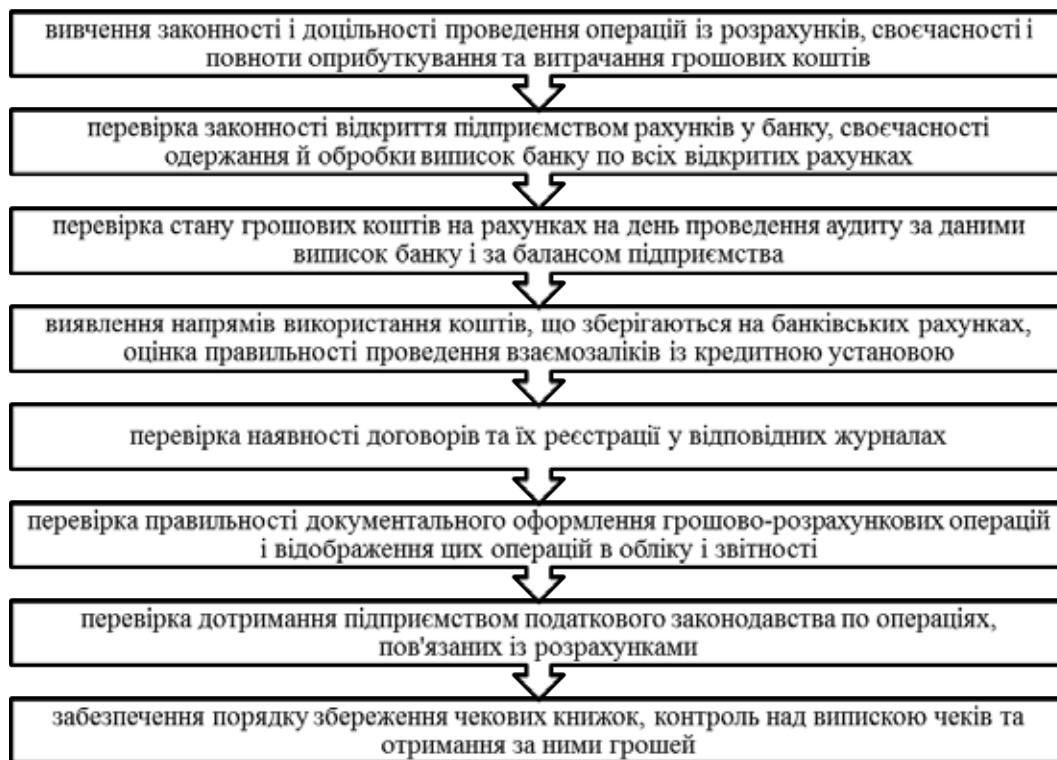 вивчення законності і доцільності проведення операцій із розрахунків, своєчасності і
повноти оприбуткування та витрачання грошових коштів
перевірка законності відкриття підприємством рахунків у банку, своєчасності
одержання й обробки виписок банку по всіх відкритих рахунках
перевірка стану грошових коштів на рахунках на день проведення аудиту за даними
виписок банку і за балансом підприємства
виявлення напрямів використання коштів, що зберігаються на банківських рахунках,
оцінка правильності проведення взаємозаліків із кредитною установою
перевірка наявності договорів та їх реєстрації у відповідних журналах
перевірка правильності документального оформлення грошово-розрахункових операцій
і відображення цих операцій в обліку і звітності
перевірка дотримання підприємством податкового законодавства по операціях,
пов'язаних із розрахунками
забезпечення порядку збереження чекових книжок, контроль над випискою чеків та
отримання за ними грошей